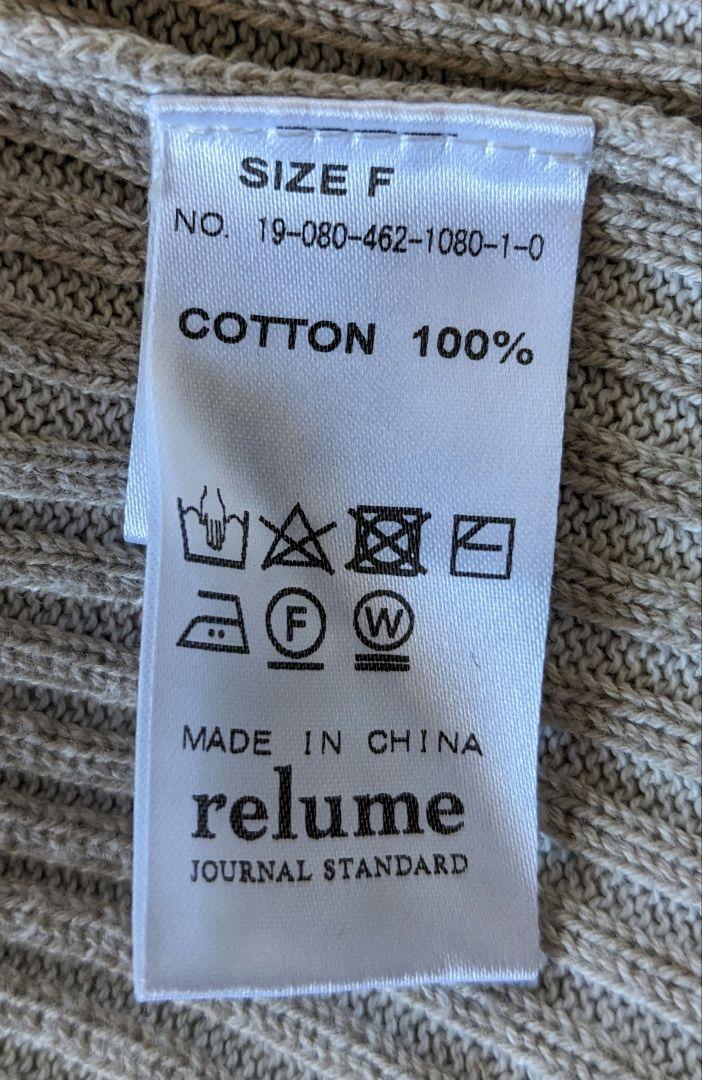 SIZE F
NO. 19-080-462-1080-1-0
COTTON 100%
F W
MADE IN CHINA
relume
JOURNAL STANDARD